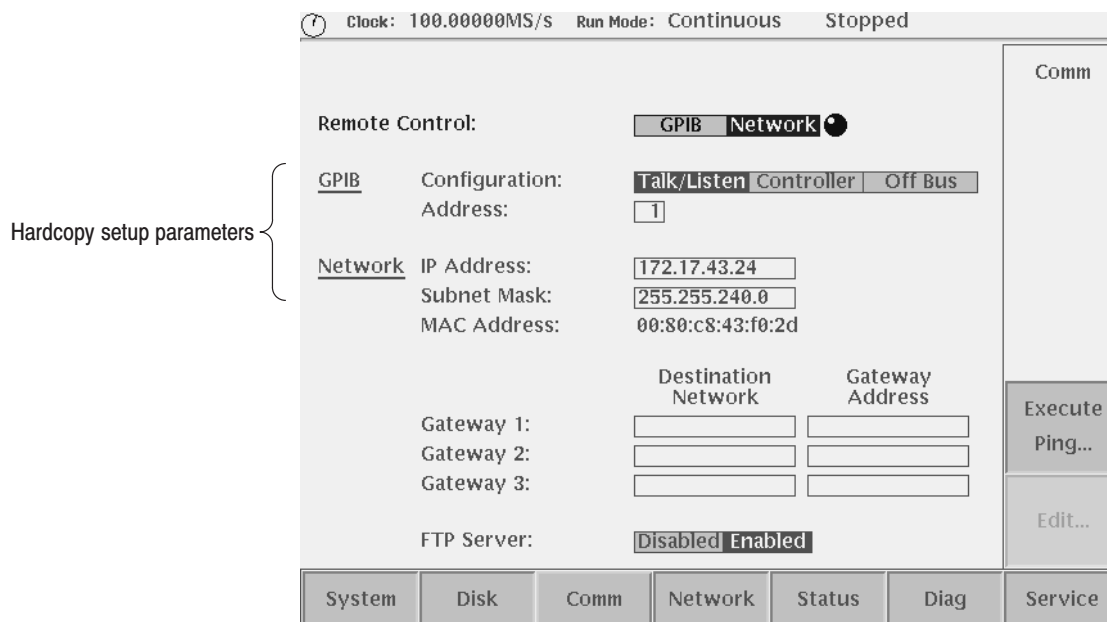 Clock: 100.00000MS/s Run Mode: Continuous Stopped
Comm
Remote Control: GPIB Network
GPIB Configuration: Talk/Listen Controller Off Bus
Address: 1
Hardcopy setup parameters
Network IP Address: 172.17.43.24
Subnet Mask: 255.255.240.0
MAC Address: 00:80:c8:43:f0:2d
Destination Network Gateway Address
Gateway 1:
Gateway 2:
Gateway 3:
Execute Ping...
Edit...
FTP Server: Disabled Enabled
System Disk Comm Network Status Diag Service